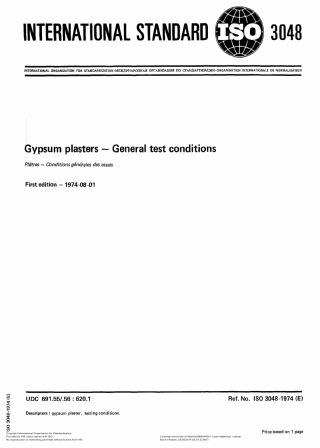 INTERNATIONAL STANDARD ISO 3048
INTERNATIONAL ORGANIZATION FOR STANDARDIZATION •МЕЖДУНАРОДНАЯ ОРГАНИЗАЦИЯ ПО СТАНДАРТИЗАЦИИ •ORGANISATION INTERNATIONALE DE NORMALISATION
Gypsum plasters — General test conditions
Plâtres — Conditions générales des essais
First edition — 1974-08-01
UDC 691.55/.56 : 620.1
Ref. No. ISO 3048-1974 (E)
Descriptors : gypsum plaster, testing conditions.
ISO 3048-1974 (E)
Price based on 1 page